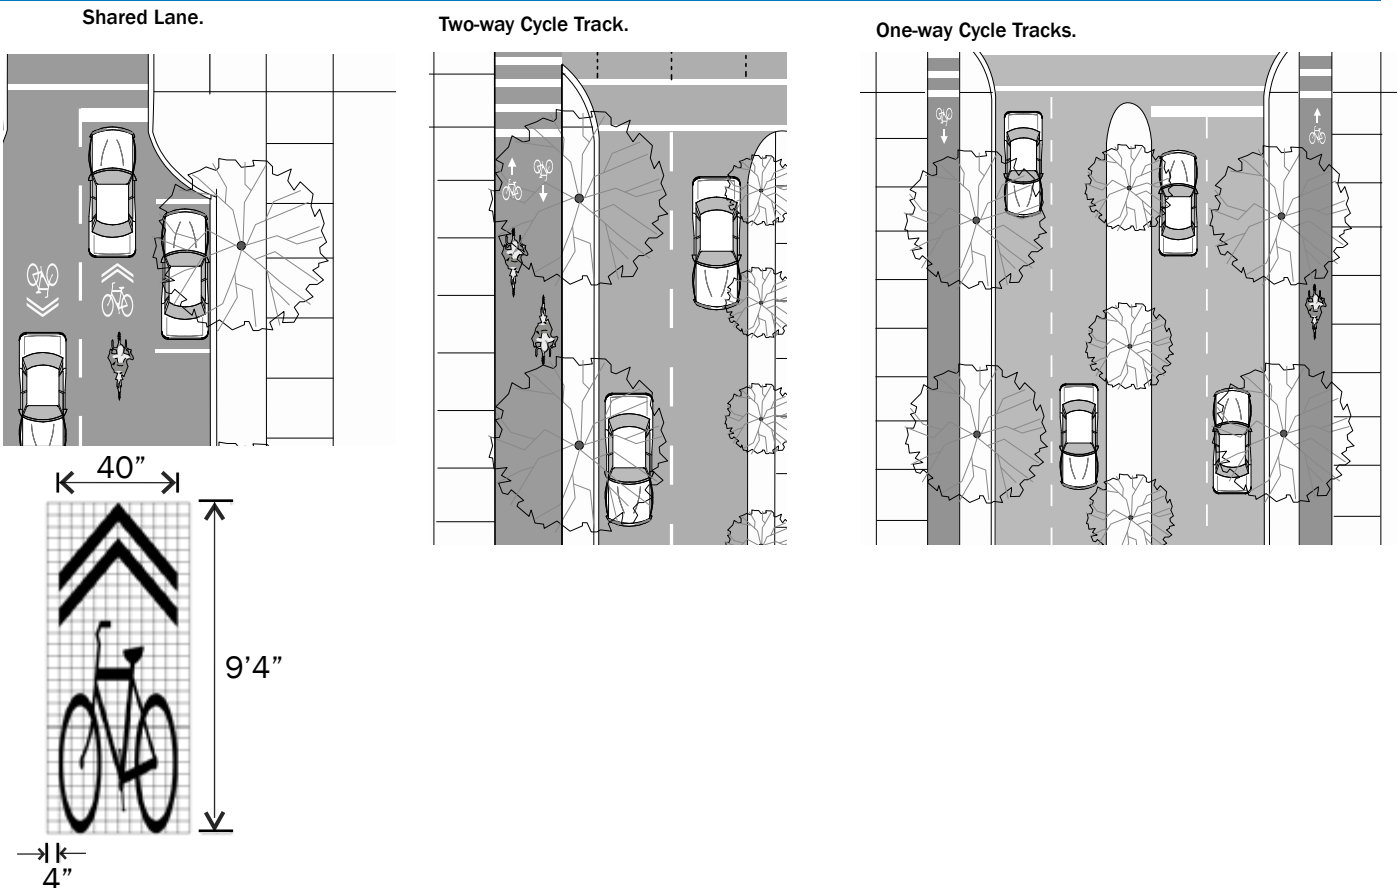 Shared Lane.
Two-way Cycle Track.
One-way Cycle Tracks.
40”
9’4”
4”